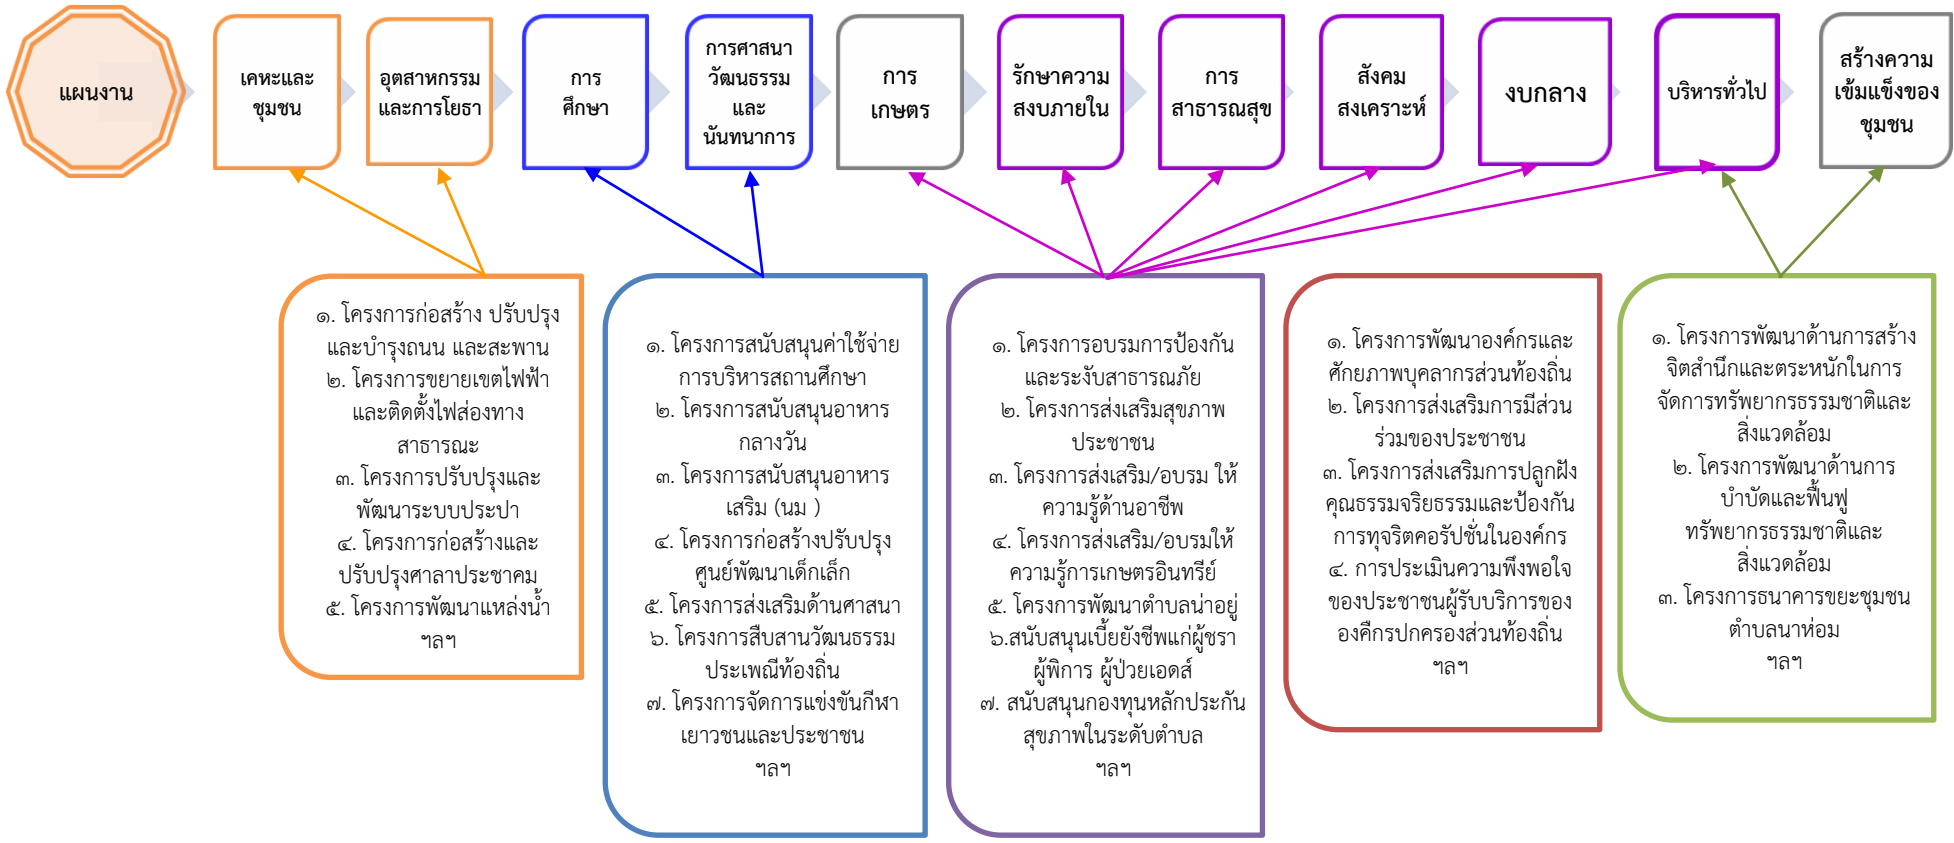 แผนงาน
เคหะและ
ชุมชน
อุตสาหกรรม
และการโยธา
การ
ศึกษา
การศาสนา
วัฒนธรรม
และ
นันทนาการ
การ
เกษตร
รักษาความ
สงบภายใน
การ
สาธารณสุข
สังคม
สงเคราะห์
งบกลาง
บริหารทั่วไป
สร้างความ
เข้มแข็งของ
ชุมชน
๑. โครงการก่อสร้าง ปรับปรุง
และบำรุงถนน และสะพาน
๒. โครงการขยายเขตไฟฟ้า
และติดตั้งไฟส่องทาง
สาธารณะ
๓. โครงการปรับปรุงและ
พัฒนาระบบประปา
๔. โครงการก่อสร้างและ
ปรับปรุงศาลาประชาคม
๕. โครงการพัฒนาแหล่งน้ำ
ฯลฯ
๑. โครงการสนับสนุนค่าใช้จ่าย
การบริหารสถานศึกษา
๒. โครงการสนับสนุนอาหาร
กลางวัน
๓. โครงการสนับสนุนอาหาร
เสริม (นม )
๔. โครงการก่อสร้างปรับปรุง
ศูนย์พัฒนาเด็กเล็ก
๕. โครงการส่งเสริมด้านศาสนา
๖. โครงการสืบสานวัฒนธรรม
ประเพณีท้องถิ่น
๗. โครงการจัดการแข่งขันกีฬา
เยาวชนและประชาชน
ฯลฯ
๑. โครงการอบรมการป้องกัน
และระงับสาธารณภัย
๒. โครงการส่งเสริมสุขภาพ
ประชาชน
๓. โครงการส่งเสริม/อบรม ให้
ความรู้ด้านอาชีพ
๔. โครงการส่งเสริม/อบรมให้
ความรู้การเกษตรอินทรีย์
๕. โครงการพัฒนาตำบลน่าอยู่
๖.สนับสนุนเบี้ยยังชีพแก่ผู้ชรา
ผู้พิการ ผู้ป่วยเอดส์
๗. สนับสนุนกองทุนหลักประกัน
สุขภาพในระดับตำบล
ฯลฯ
๑. โครงการพัฒนาองค์กรและ
ศักยภาพบุคลากรส่วนท้องถิ่น
๒. โครงการส่งเสริมการมีส่วน
ร่วมของประชาชน
๓. โครงการส่งเสริมการปลูกฝัง
คุณธรรมจริยธรรมและป้องกัน
การทุจริตคอรัปชั่นในองค์กร
๔. การประเมินความพึงพอใจ
ของประชาชนผู้รับบริการของ
องคืกรปกครองส่วนท้องถิ่น
ฯลฯ
๑. โครงการพัฒนาด้านการสร้าง
จิตสำนึกและตระหนักในการ
จัดการทรัพยากรธรรมชาติและ
สิ่งแวดล้อม
๒. โครงการพัฒนาด้านการ
บำบัดและฟื้นฟู
ทรัพยากรธรรมชาติและ
สิ่งแวดล้อม
๓. โครงการธนาคารขยะชุมชน
ตำบลนาห่อม
ฯลฯ